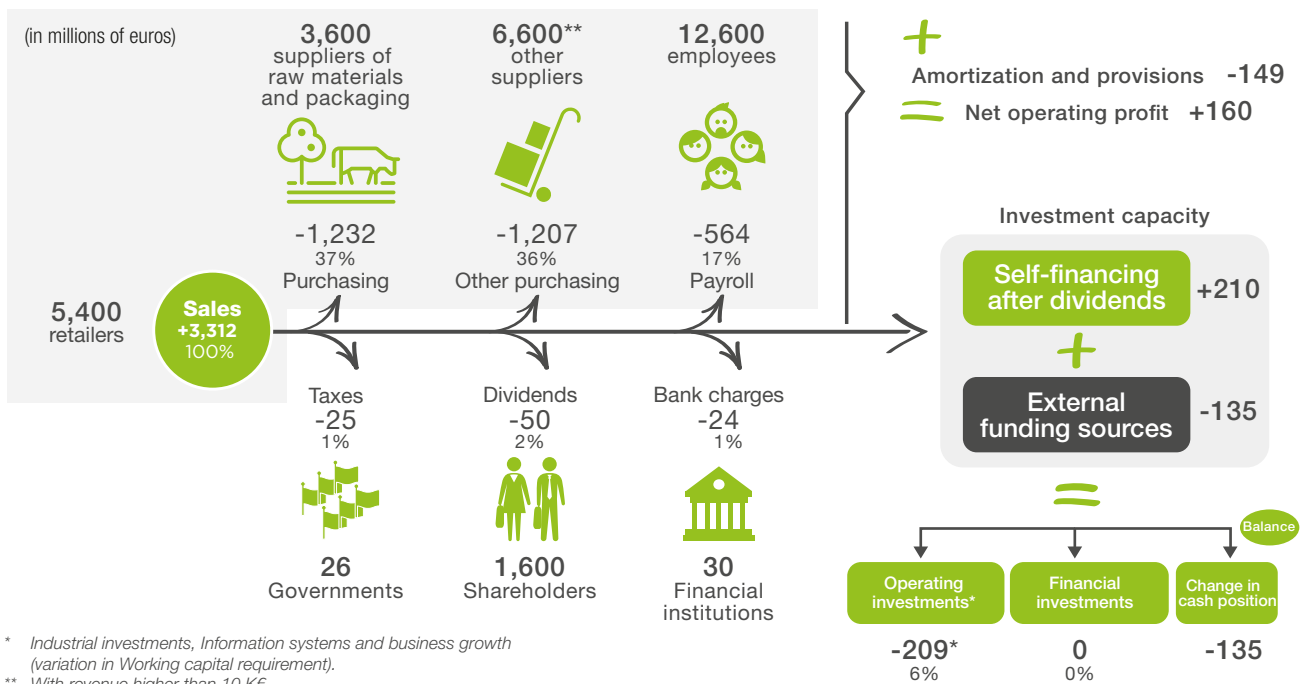 (in millions of euros)
3,600
suppliers of
raw materials
and packaging
6,600**
other
suppliers
12,600
employees
-1,232
37%
Purchasing
-1,207
36%
Other purchasing
-564
17%
Payroll
5,400
retailers
Sales
+3,312
100%
Taxes
-25
1%
Dividends
-50
2%
Bank charges
-24
1%
26
Governments
1,600
Shareholders
30
Financial
institutions
+
Amortization and provisions -149
= Net operating profit +160
Investment capacity
Self-financing
after dividends
+210
+
External
funding sources
-135
=
Balance
Operating
investments*
-209*
6%
Financial
investments
0
0%
Change in
cash position
-135
* Industrial investments, Information systems and business growth
(variation in Working capital requirement).
** With revenue higher than 10 K€